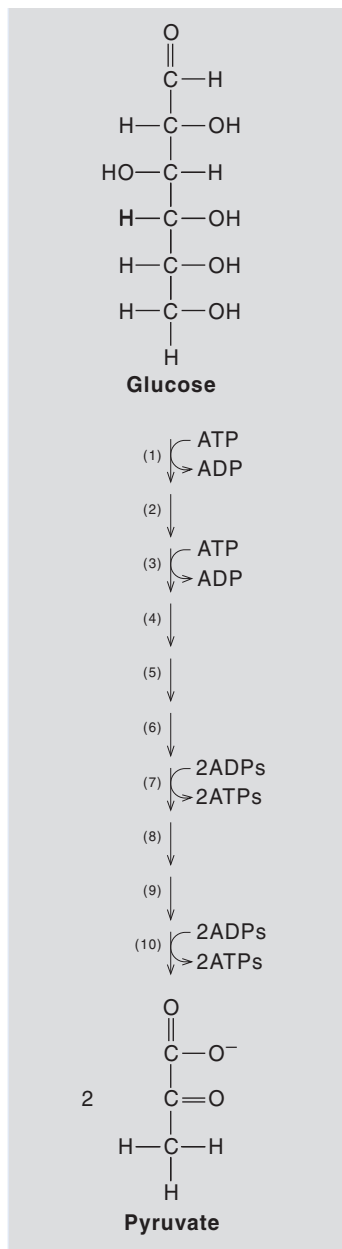 O
C H
H C OH
HO C H
H C OH
H C OH
H C OH
H
Glucose
(1) ATP
ADP
(2)
(3) ATP
ADP
(4)
(5)
(6)
(7) 2ADPs
2ATPs
(8)
(9)
(10) 2ADPs
2ATPs
O
C O−
2 C O
H C H
H
Pyruvate